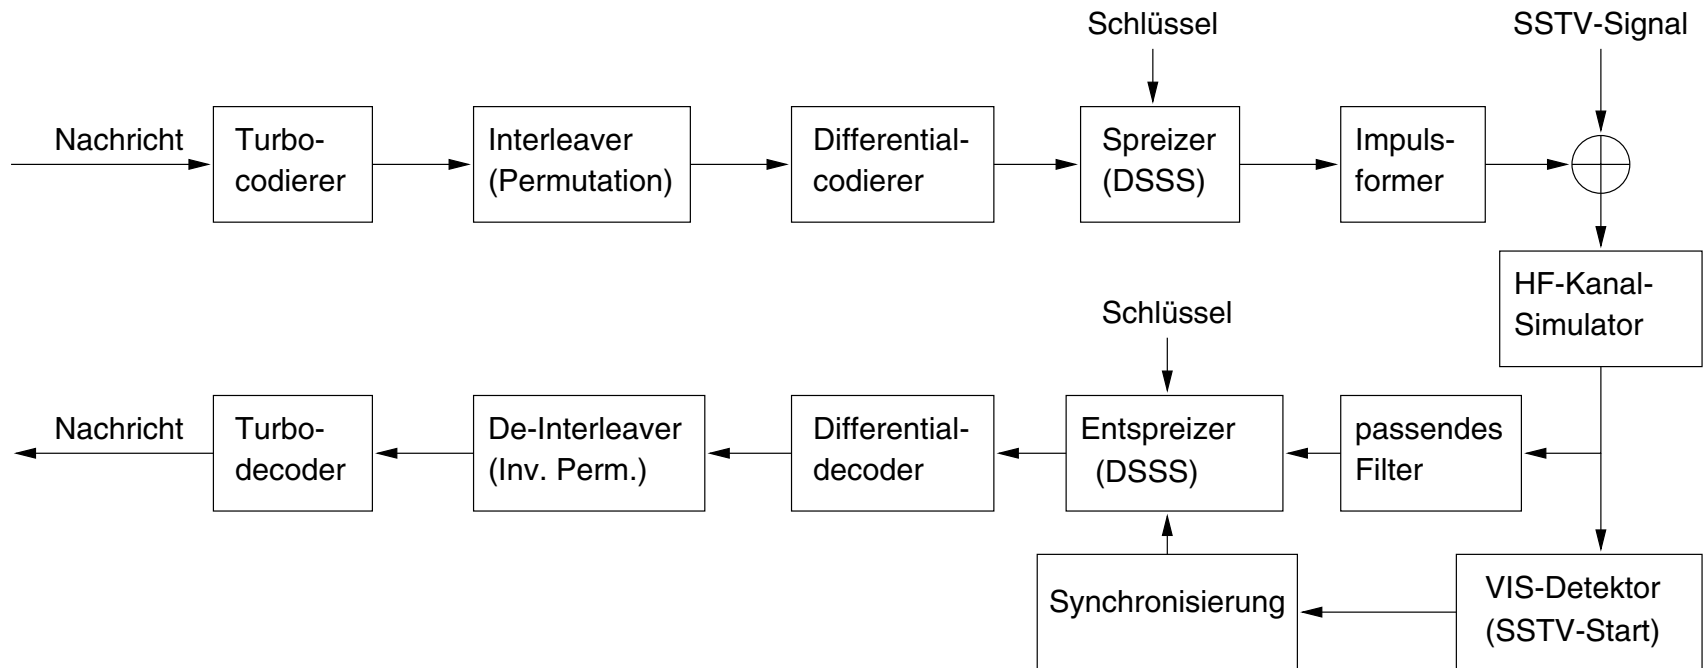 Schlüssel
SSTV-Signal
Nachricht
Turbo-
codierer
Interleaver
(Permutation)
Differential-
codierer
Spreizer
(DSSS)
Impuls-
former
HF-Kanal-
Simulator
Schlüssel
Nachricht
Turbo-
decoder
De-Interleaver
(Inv. Perm.)
Differential-
decoder
Entspreizer
(DSSS)
passendes
Filter
Synchronisierung
VIS-Detektor
(SSTV-Start)